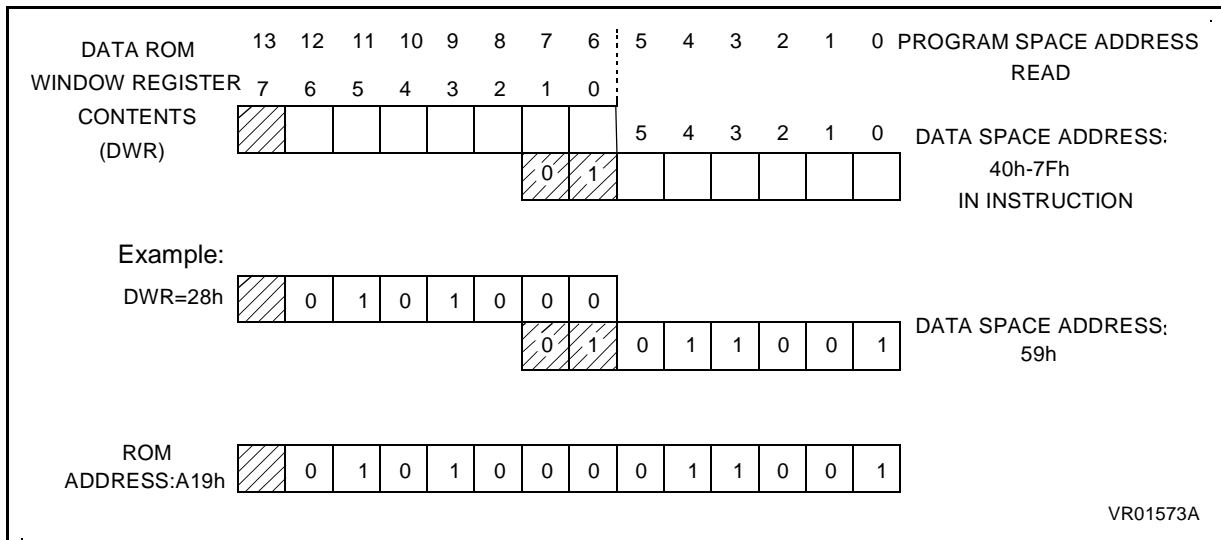 13 12 11 10 9 8 7 6 5 4 3 2 1 0 PROGRAM SPACE ADDRESS
READ
DATA ROM
WINDOW REGISTER
CONTENTS
(DWR)
7 6 5 4 3 2 1 0
5 4 3 2 1 0
DATA SPACE ADDRESS:
40h-7Fh
IN INSTRUCTION
0 1
Example:
DWR=28h
0 1 0 1 0 0 0
0 1 0 1 1 0 0 1
DATA SPACE ADDRESS:
59h
ROM
ADDRESS:A19h
0 1 0 1 0 0 0 0 1 1 0 0 1
VR01573A